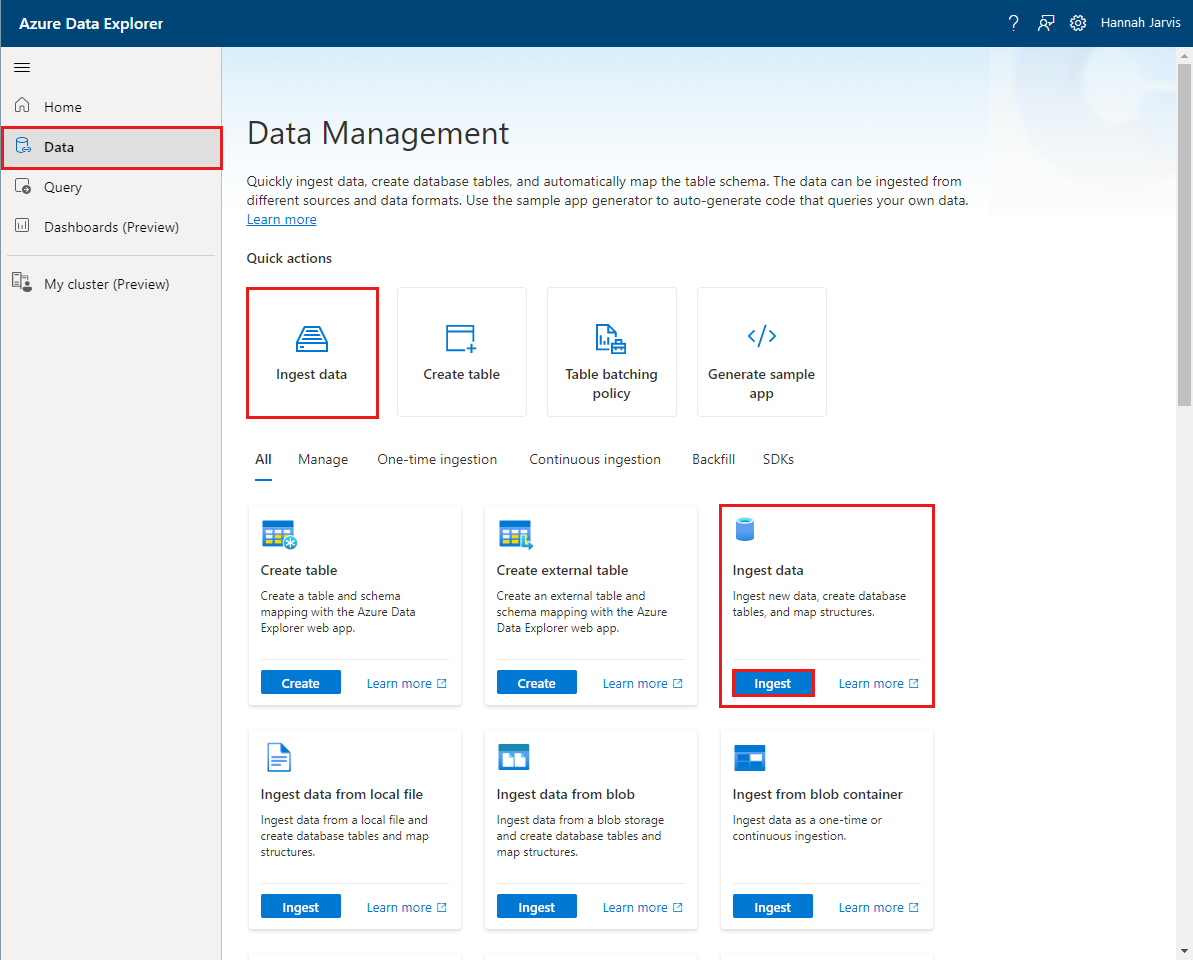 Azure Data Explorer
? Hannah Jarvis
Home
Data
Query
Dashboards (Preview)
My cluster (Preview)
Data Management
Quickly ingest data, create database tables, and automatically map the table schema. The data can be ingested from
different sources and data formats. Use the sample app generator to auto-generate code that queries your own data.
Learn more
Quick actions
Ingest data
Create table
Table batching
policy
Generate sample
app
All Manage One-time ingestion Continuous ingestion Backfill SDKs
Create table
Create a table and schema
mapping with the Azure Data
Explorer web app.
Create Learn more
Create external table
Create an external table and
schema mapping with the Azure
Data Explorer web app.
Create Learn more
Ingest data
Ingest new data, create database
tables, and map structures.
Ingest Learn more
Ingest data from local file
Ingest data from a local file and
create database tables and map
structures.
Ingest Learn more
Ingest data from blob
Ingest data from a blob storage
and create database tables and
map structures.
Ingest Learn more
Ingest from blob container
Ingest data as a one-time or
continuous ingestion.
Ingest Learn more